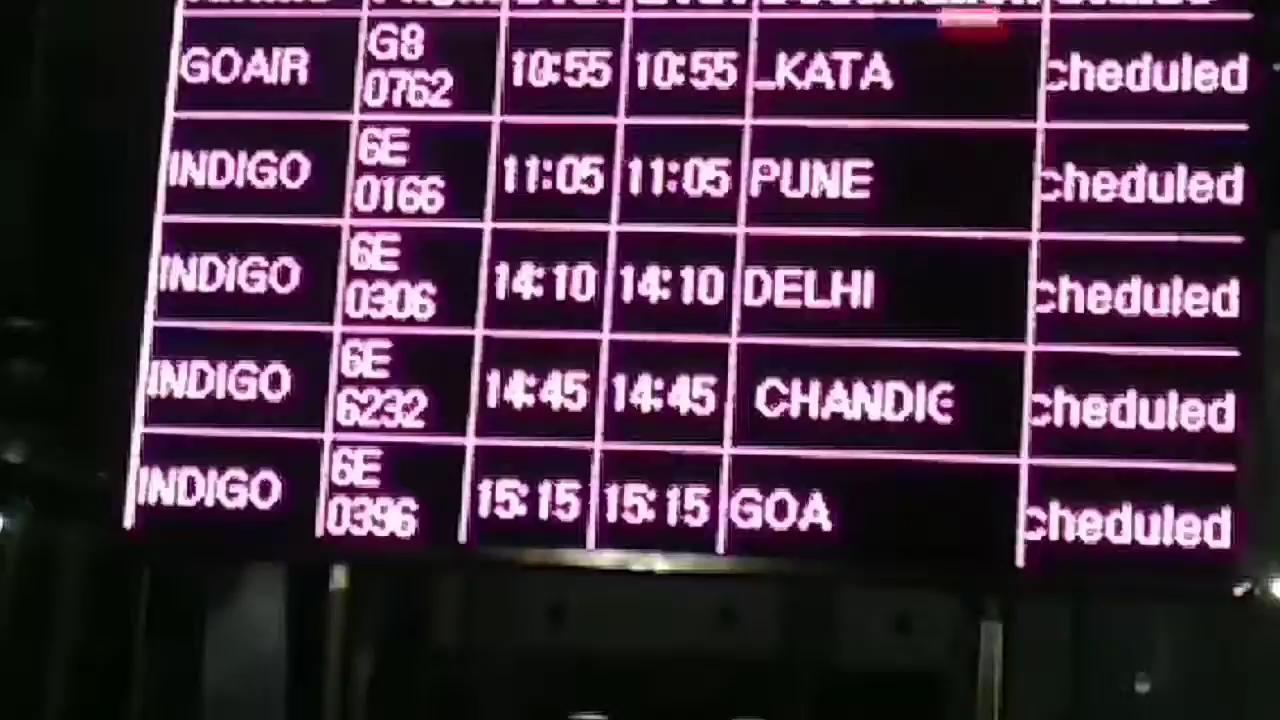 GOAIR G8 0762 10:55 10:55 LKATA cheduled
INDIGO 6E 0166 11:05 11:05 PUNE cheduled
INDIGO 6E 0306 14:10 14:10 DELHI cheduled
INDIGO 6E 6232 14:45 14:45 CHANDIG cheduled
INDIGO 6E 0396 15:15 15:15 GOA cheduled